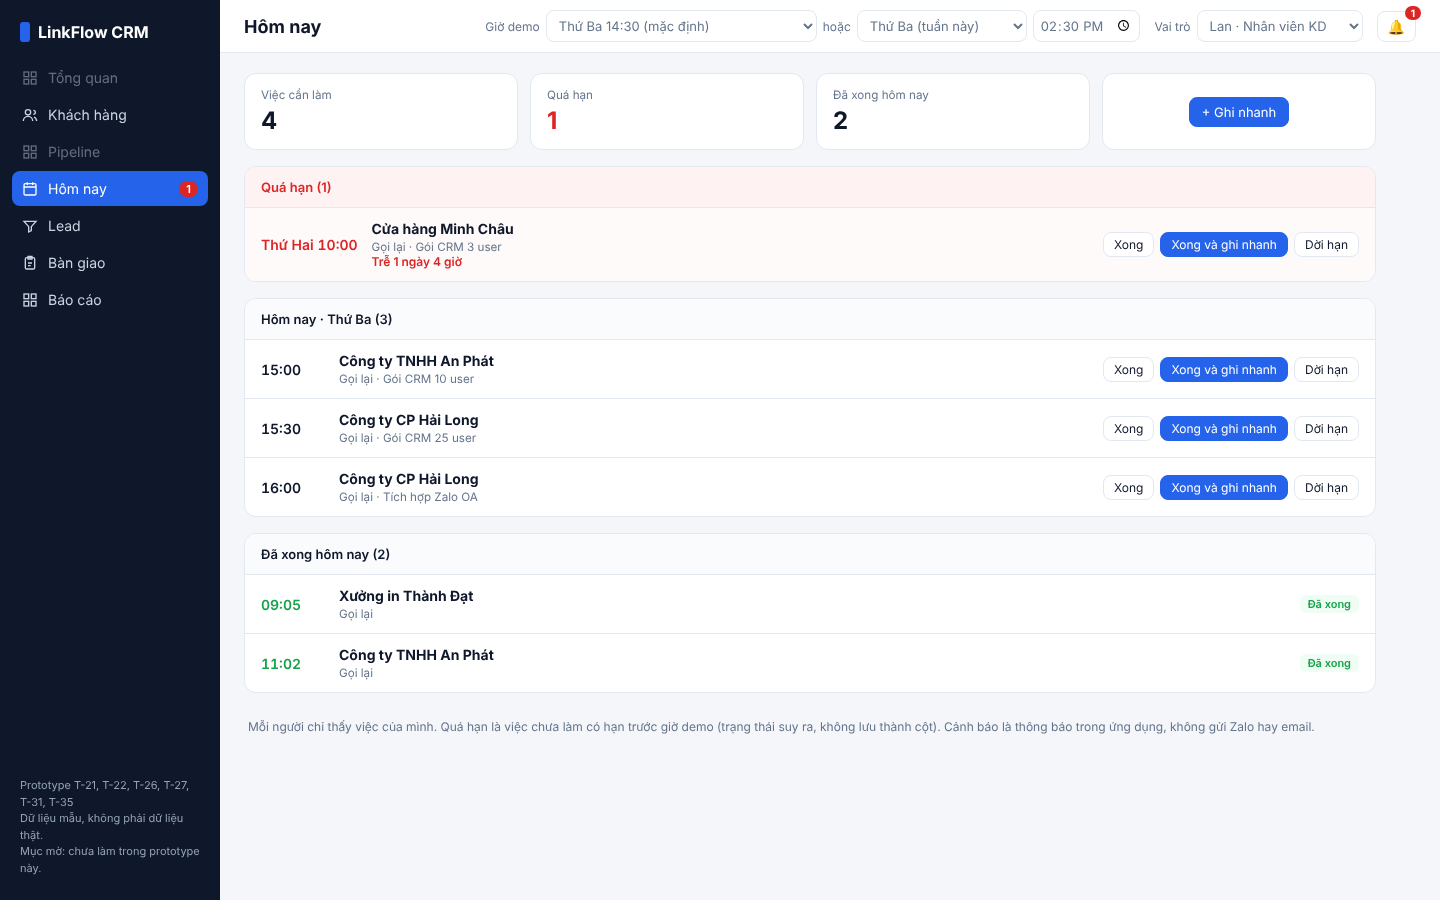 LinkFlow CRM
Tổng quan
Khách hàng
Pipeline
Hôm nay 1
Lead
Bàn giao
Báo cáo
Prototype T-21, T-22, T-26, T-27,
T-31, T-35
Dữ liệu mẫu, không phải dữ liệu
thật.
Mục mờ: chưa làm trong prototype
này.
Hôm nay
Giờ demo Thứ Ba 14:30 (mặc định) hoặc Thứ Ba (tuần này) 02:30 PM Vai trò Lan · Nhân viên KD 1
Việc cần làm
4
Quá hạn
1
Đã xong hôm nay
2
+ Ghi nhanh
Quá hạn (1)
Thứ Hai 10:00
Cửa hàng Minh Châu
Gọi lại · Gói CRM 3 user
Trễ 1 ngày 4 giờ
Xong Xong và ghi nhanh Dời hạn
Hôm nay · Thứ Ba (3)
15:00
Công ty TNHH An Phát
Gọi lại · Gói CRM 10 user
Xong Xong và ghi nhanh Dời hạn
15:30
Công ty CP Hải Long
Gọi lại · Gói CRM 25 user
Xong Xong và ghi nhanh Dời hạn
16:00
Công ty CP Hải Long
Gọi lại · Tích hợp Zalo OA
Xong Xong và ghi nhanh Dời hạn
Đã xong hôm nay (2)
09:05
Xưởng in Thành Đạt
Gọi lại
Đã xong
11:02
Công ty TNHH An Phát
Gọi lại
Đã xong
Mỗi người chỉ thấy việc của mình. Quá hạn là việc chưa làm có hạn trước giờ demo (trạng thái suy ra, không lưu thành cột). Cảnh báo là thông báo trong ứng dụng, không gửi Zalo hay email.